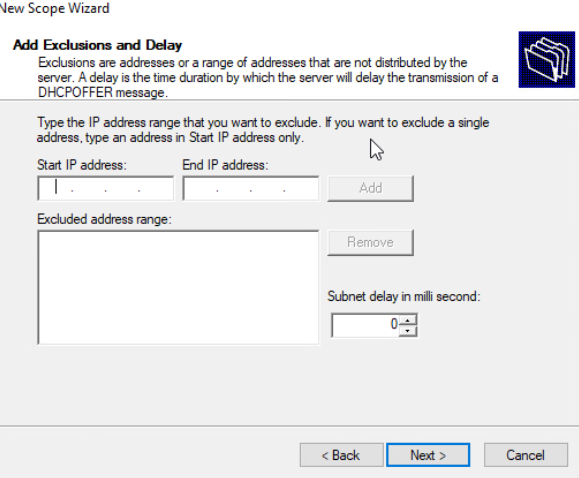 New Scope Wizard
Add Exclusions and Delay
Exclusions are addresses or a range of addresses that are not distributed by the
server. A delay is the time duration by which the server will delay the transmission of a
DHCPOFFER message.
Type the IP address range that you want to exclude. If you want to exclude a single
address, type an address in Start IP address only.
Start IP address:
End IP address:
. . .
. . .
Add
Excluded address range:
Remove
Subnet delay in milli second:
0
< Back
Next >
Cancel